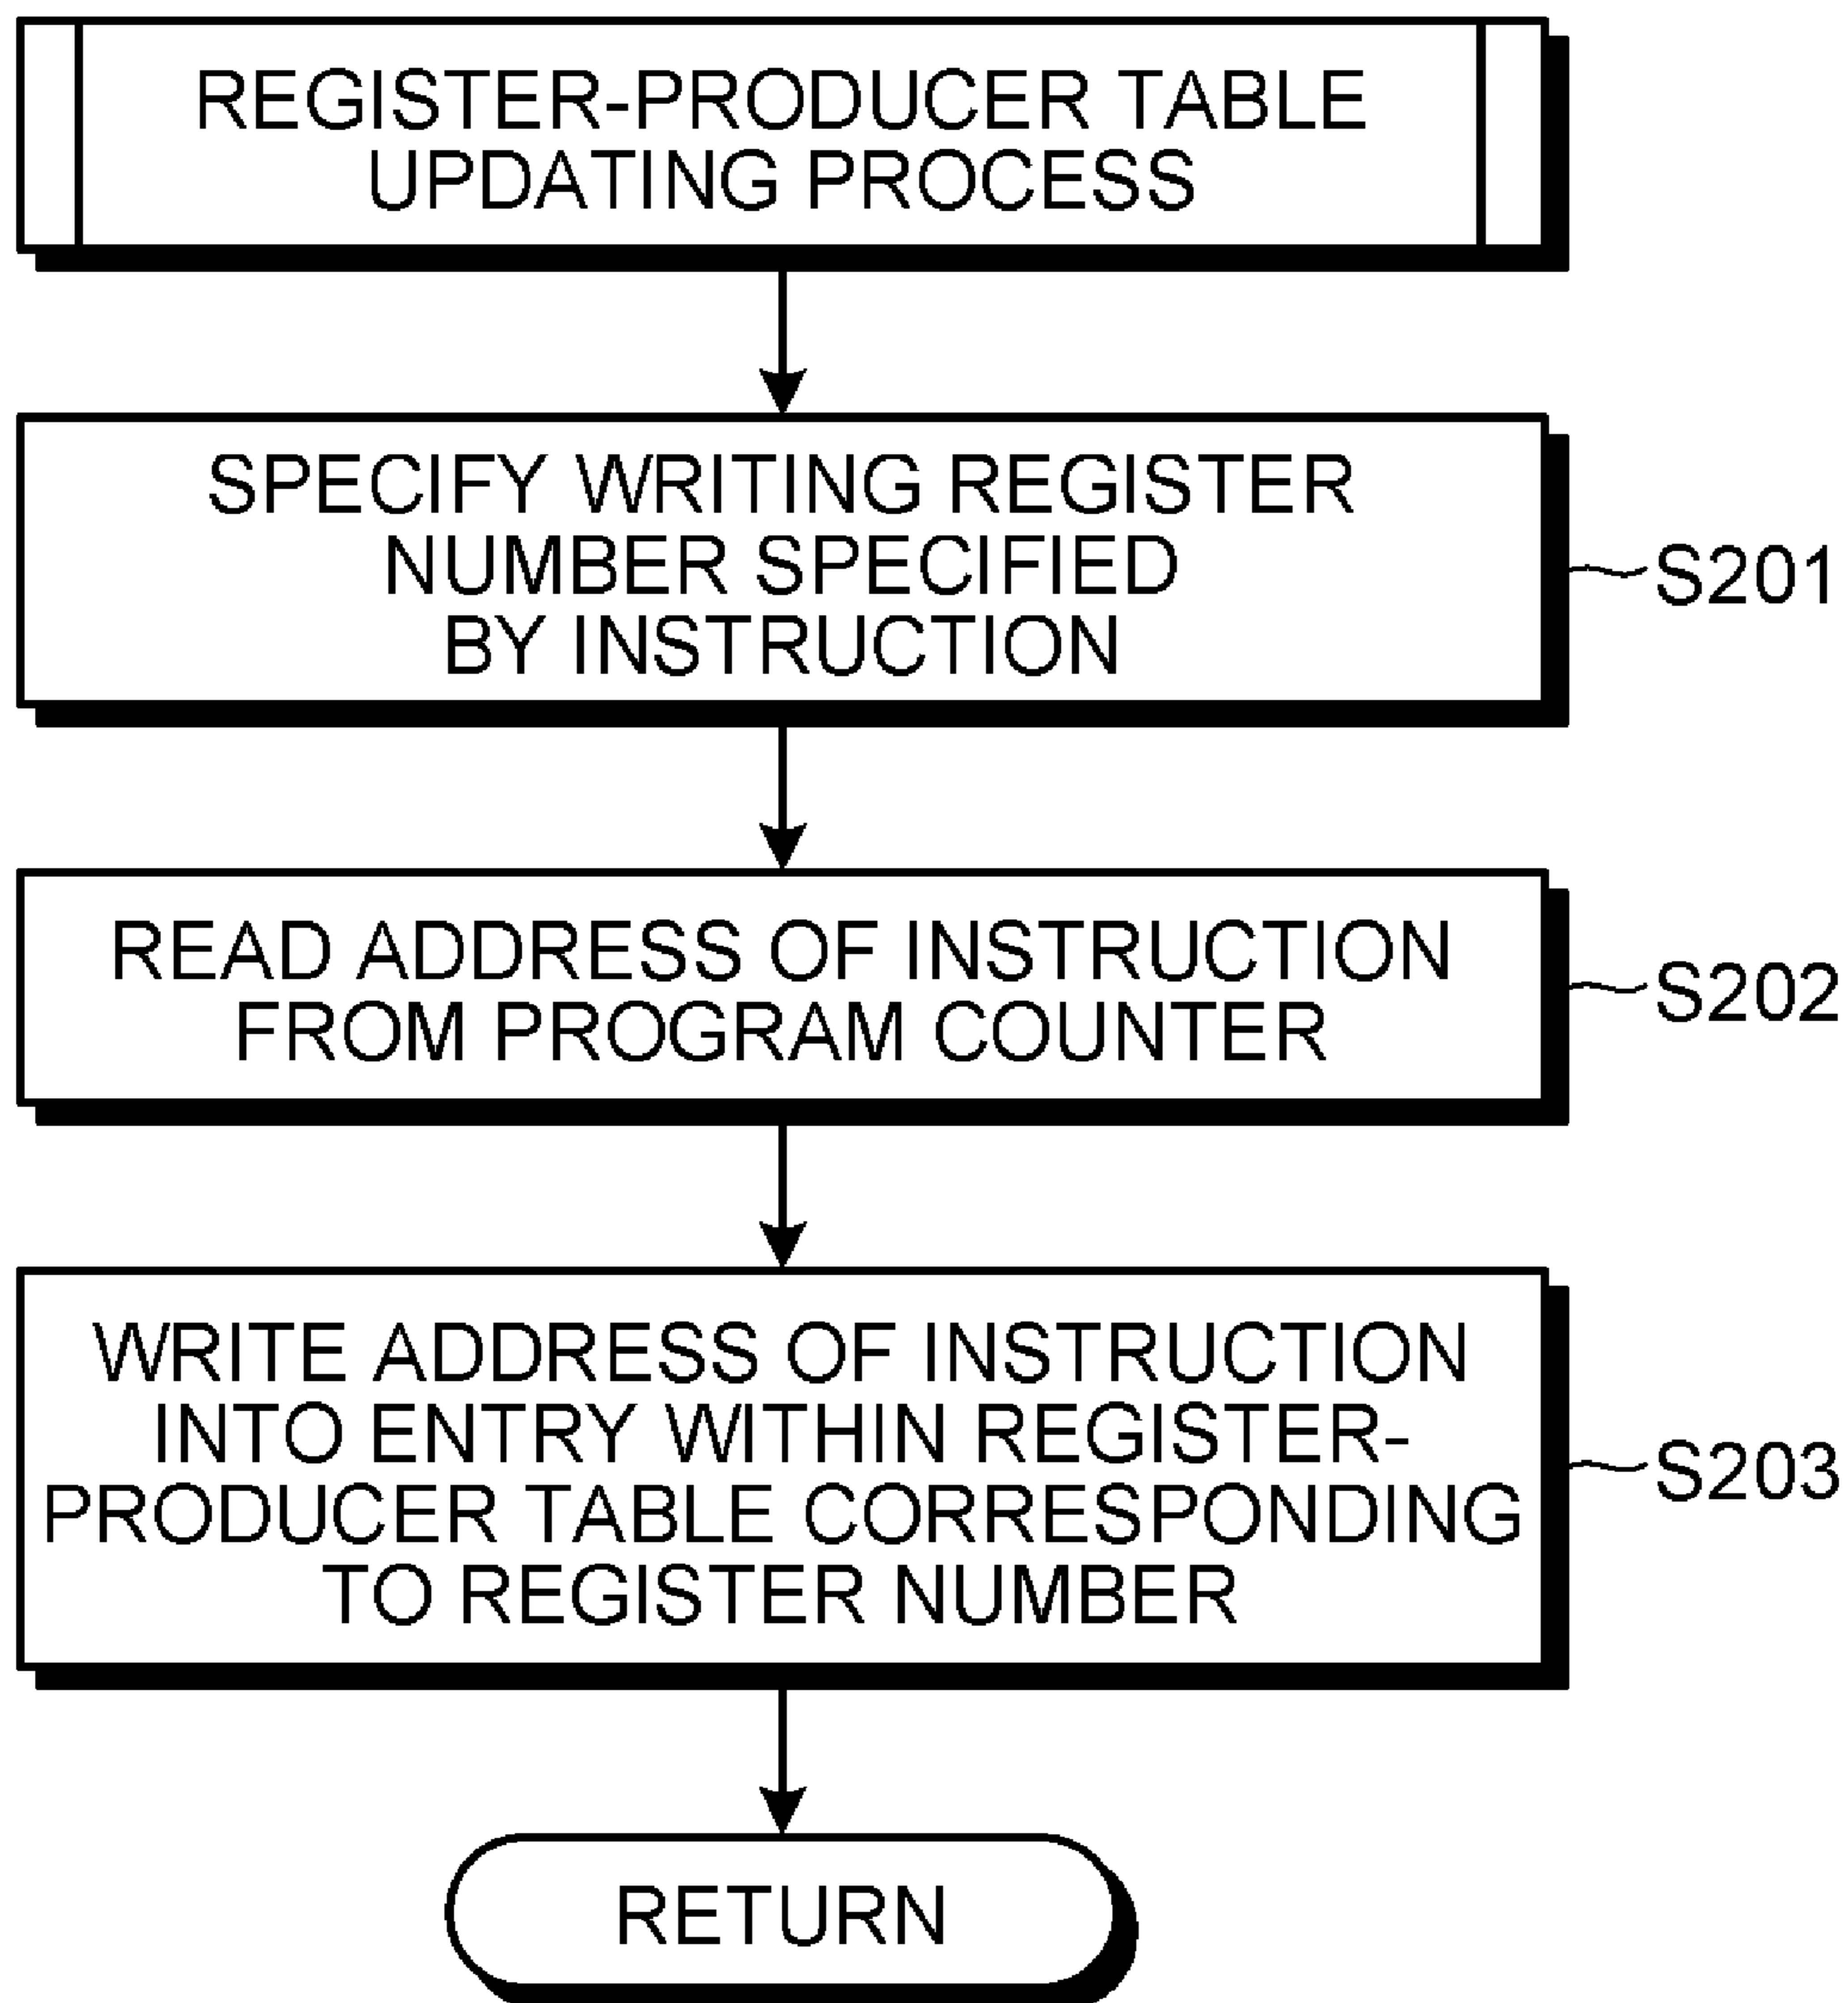 REGISTER-PRODUCER TABLE
UPDATING PROCESS
SPECIFY WRITING REGISTER
NUMBER SPECIFIED
BY INSTRUCTION
S201
READ ADDRESS OF INSTRUCTION
FROM PROGRAM COUNTER
S202
WRITE ADDRESS OF INSTRUCTION
INTO ENTRY WITHIN REGISTER-
PRODUCER TABLE CORRESPONDING
TO REGISTER NUMBER
S203
RETURN